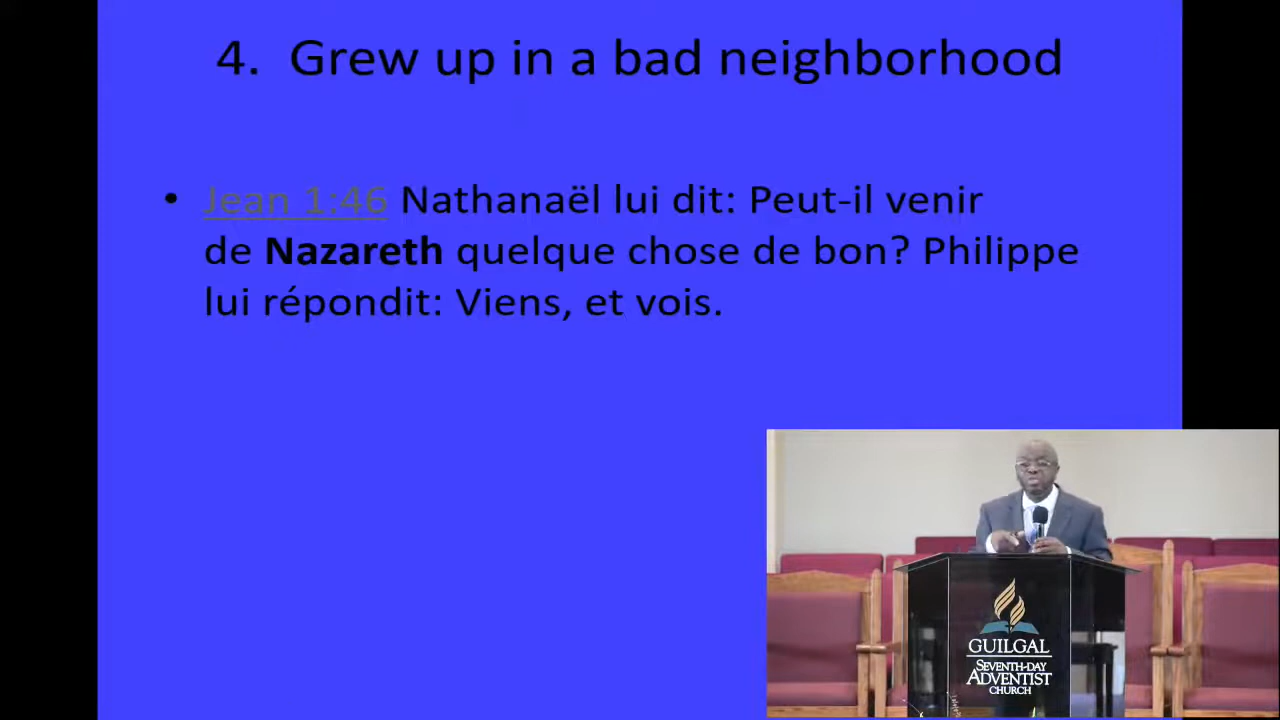 4. Grew up in a bad neighborhood
• Jean 1:46 Nathanaël lui dit: Peut-il venir
de Nazareth quelque chose de bon? Philippe
lui répondit: Viens, et vois.
GUILGAL
SEVENTH-DAY
ADVENTIST
CHURCH